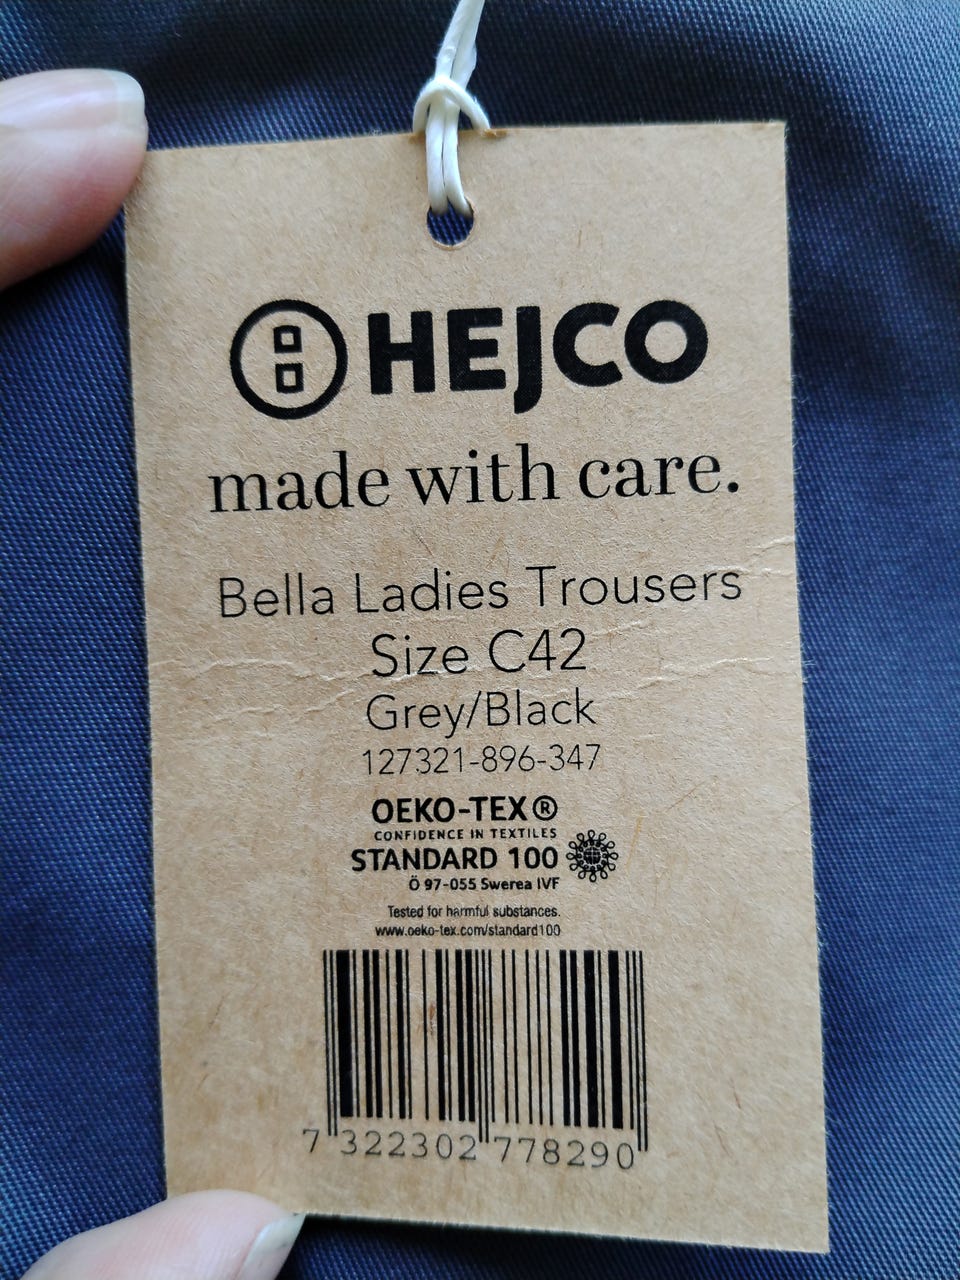 HEJCO
made with care.
Bella Ladies Trousers
Size C42
Grey/Black
127321-896-347
OEKO-TEX®
CONFIDENCE IN TEXTILES
STANDARD 100
Ö 97-055 Swerea IVF
Tested for harmful substances.
www.oeko-tex.com/standard100
7 322302 778290